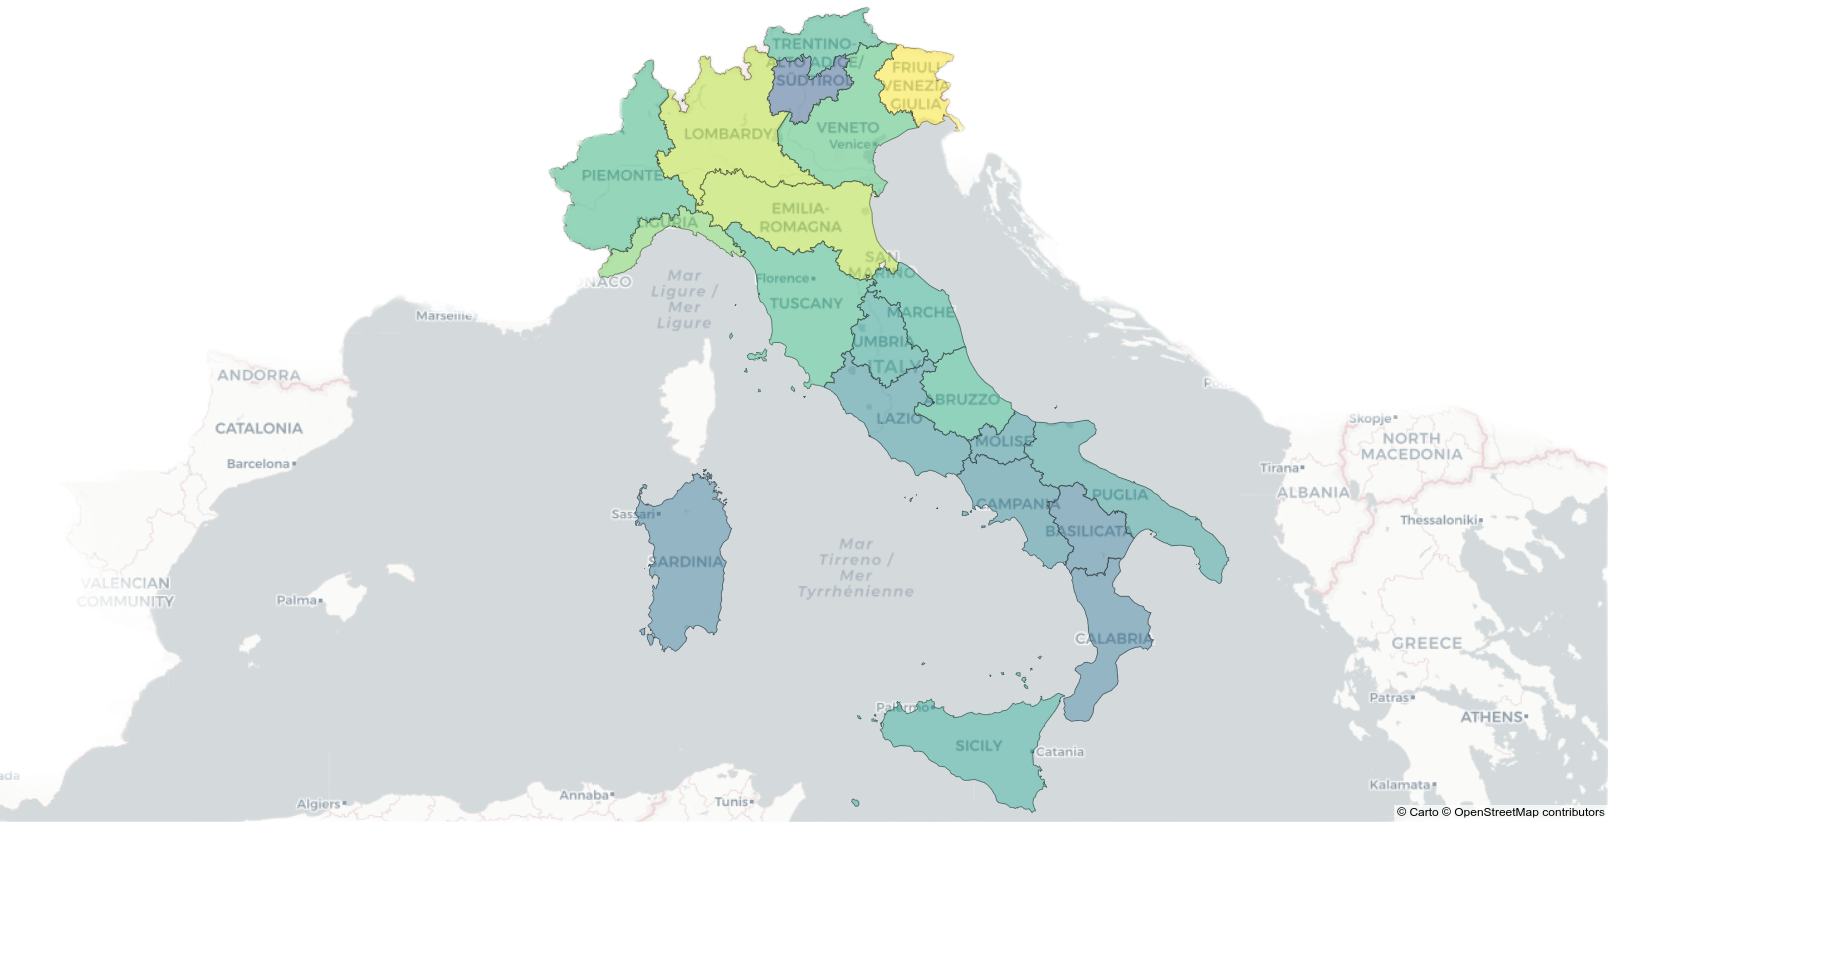 TRENTINO-
ALTO ADIGE/
SÜDTIROL
FRIULI
VENEZIA
GIULIA
LOMBARDY
VENETO
Venice
PIEMONTE
EMILIA-
ROMAGNA
LIGURIA
SAN
MARINO
NACO
Mar
Ligure /
Mer
Ligure
Florence
TUSCANY
MARCHE
Marseille
UMBRIA
ITALY
ANDORRA
ABRUZZO
LAZIO
Skopje
NORTH
MACEDONIA
CATALONIA
MOLISE
Barcelona
Tirana
ALBANIA
PUGLIA
CAMPANIA
Sassari
Thessaloniki
BASILICATA
Mar
Tirreno /
Mer
Tyrrhénienne
SARDINIA
VALENCIAN
COMMUNITY
Palma
CALABRIA
GREECE
Patras
Palermo
ATHENS
SICILY
Catania
ada
Kalamata
Annaba
Tunis
Algiers
© Carto © OpenStreetMap contributors